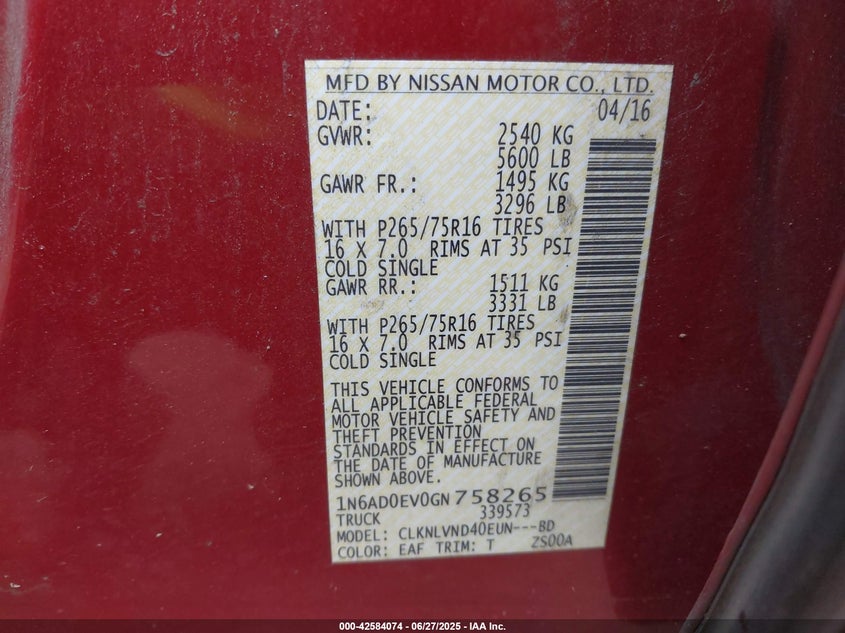 MFD BY NISSAN MOTOR CO., LTD.
DATE: 04/16
GVWR: 2540 KG
5600 LB
GAWR FR.: 1495 KG
3296 LB
WITH P265/75R16 TIRES
16 X 7.0 RIMS AT 35 PSI
COLD SINGLE
GAWR RR.: 1511 KG
3331 LB
WITH P265/75R16 TIRES
16 X 7.0 RIMS AT 35 PSI
COLD SINGLE
THIS VEHICLE CONFORMS TO
ALL APPLICABLE FEDERAL
MOTOR VEHICLE SAFETY AND
THEFT PREVENTION
STANDARDS IN EFFECT ON
THE DATE OF MANUFACTURE
SHOWN ABOVE.
1N6AD0EV0GN758265
TRUCK 339573
MODEL: CLKNLVND40EUN---BD
COLOR: EAF TRIM: T ZS00A
000-42584074 | 06/27/2025 - IAA Inc.